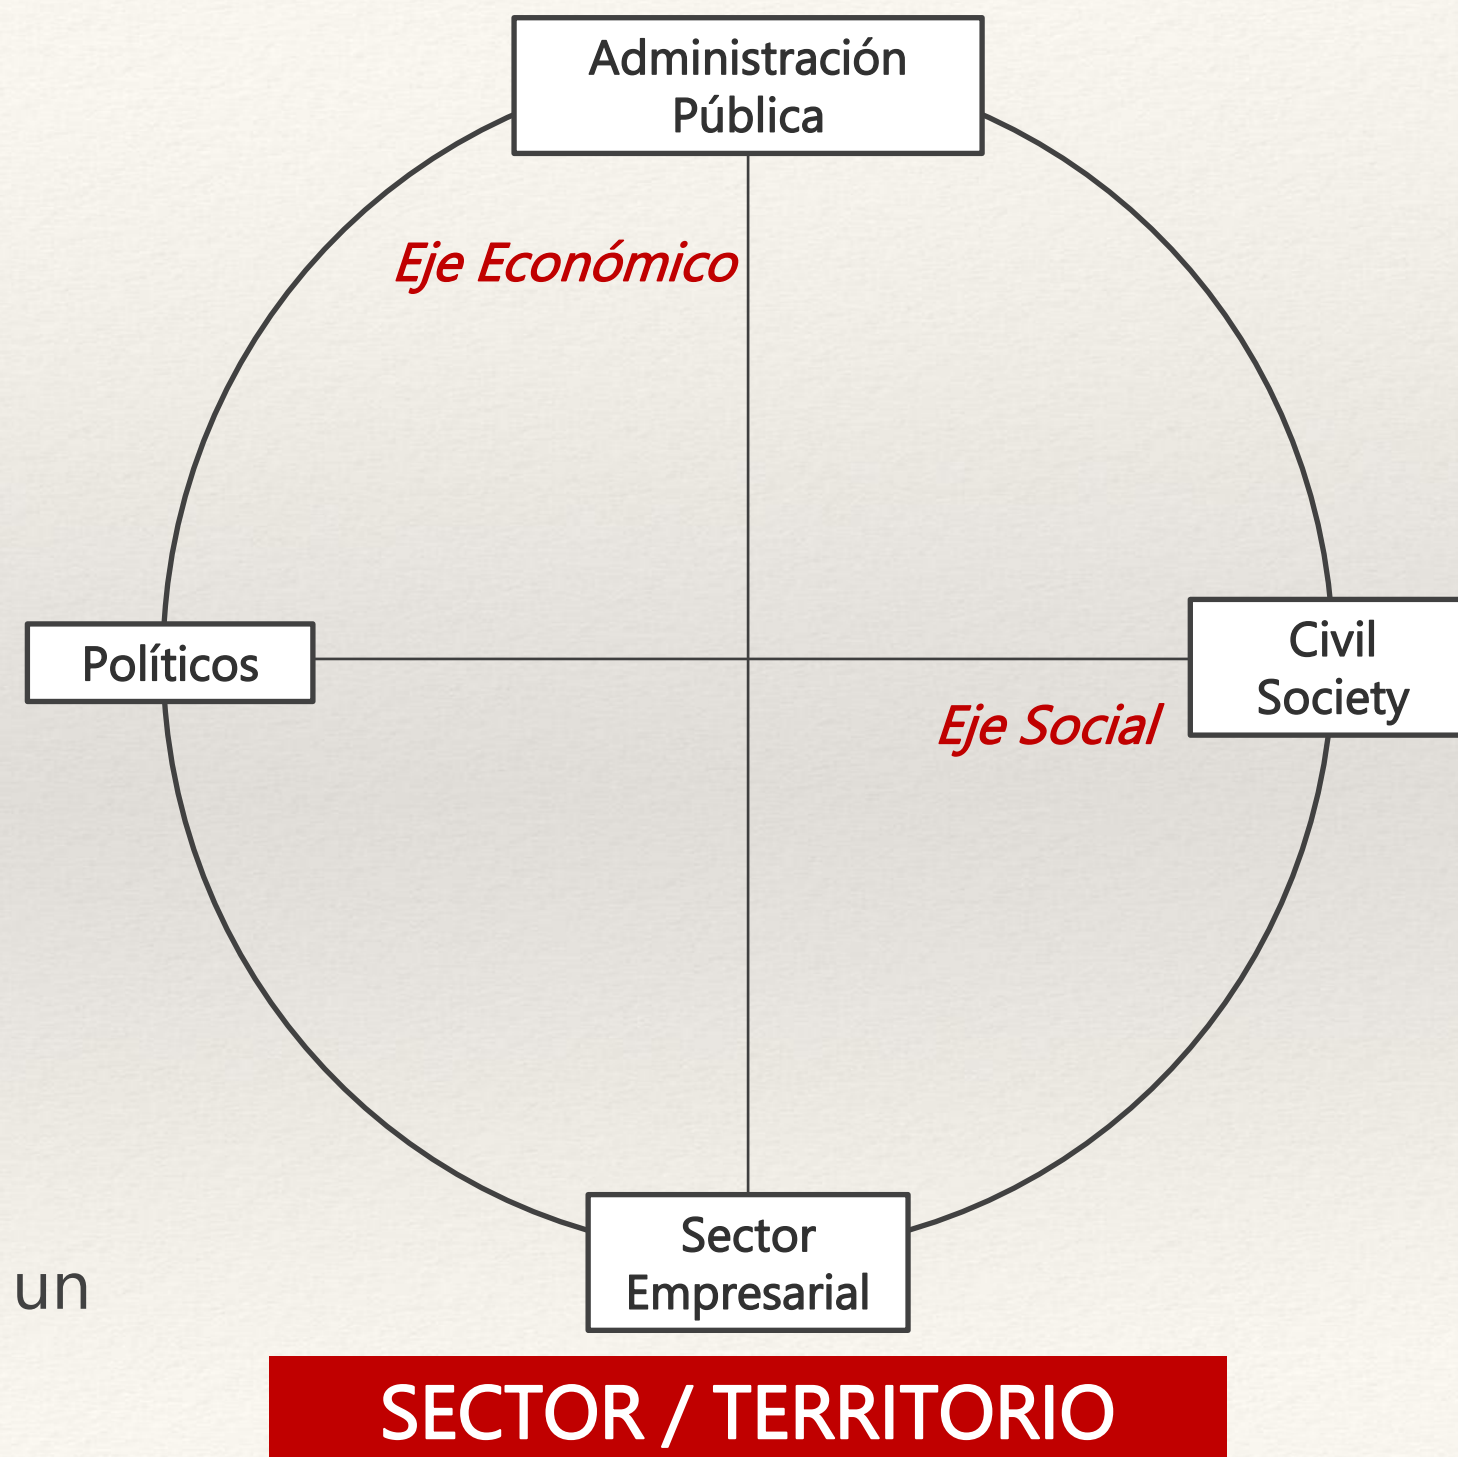 Administración
Pública
Eje Económico
Políticos
Civil
Society
Eje Social
Sector
Empresarial
un
SECTOR / TERRITORIO